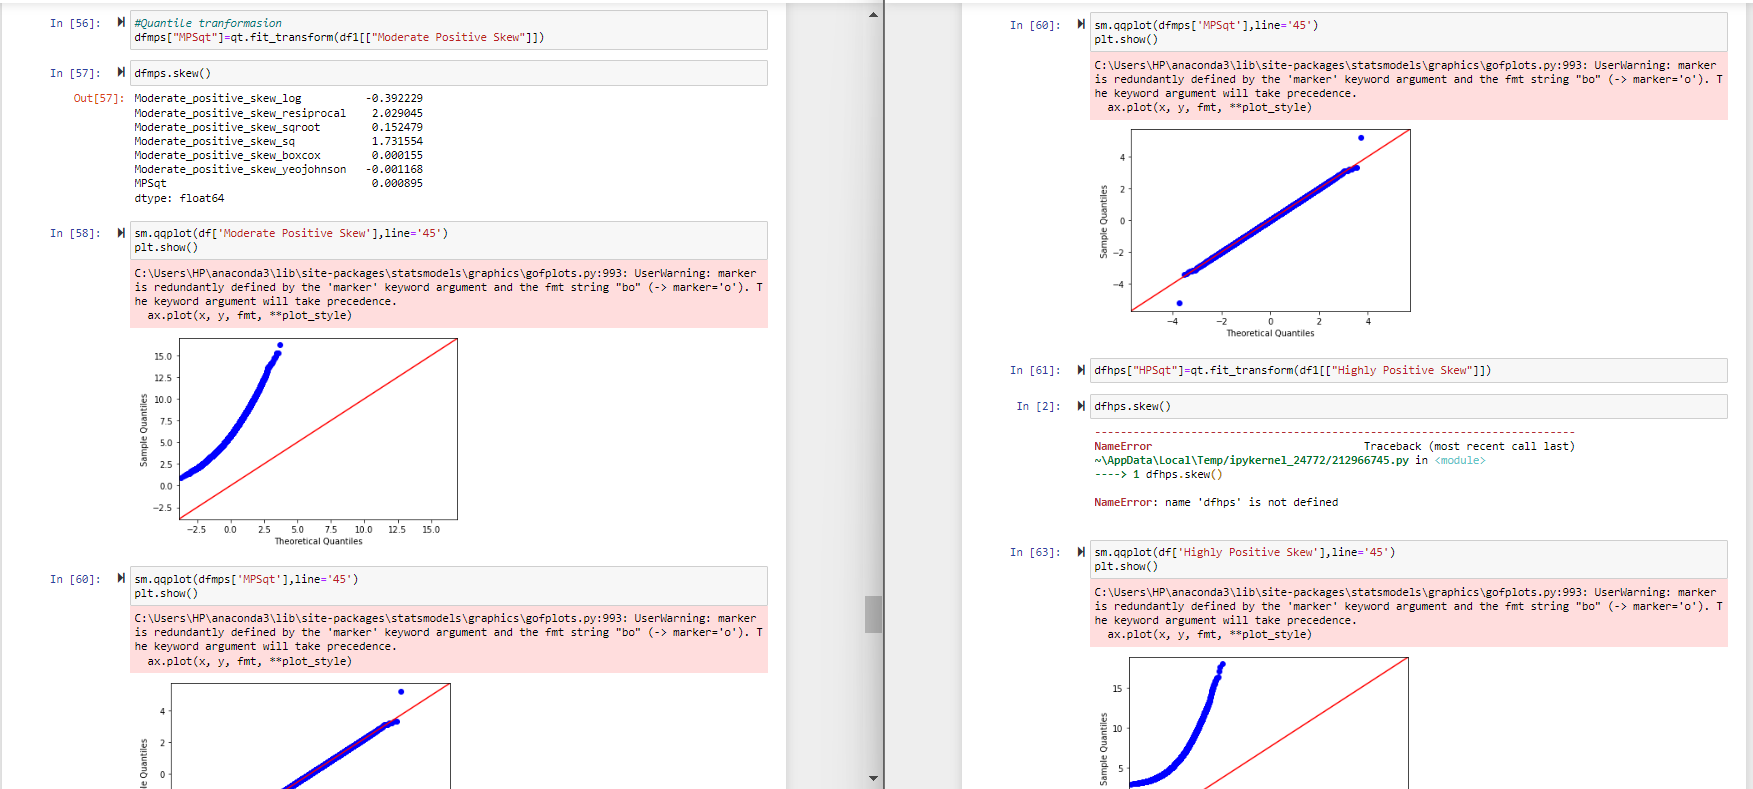 In [56]:
#Quantile tranformasion
dfmps["MPSqt"]=qt.fit_transform(df1[["Moderate Positive Skew"]])
In [57]:
dfmps.skew()
Out[57]:
Moderate_positive_skew_log -0.392229
Moderate_positive_skew_resiprocal 2.029045
Moderate_positive_skew_sqroot 0.152479
Moderate_positive_skew_sq 1.731554
Moderate_positive_skew_boxcox 0.000155
Moderate_positive_skew_yeojohnson -0.001168
MPSqt 0.000895
dtype: float64
In [58]:
sm.qqplot(df['Moderate Positive Skew'],line='45')
plt.show()
C:\Users\HP\anaconda3\lib\site-packages\statsmodels\graphics\gofplots.py:993: UserWarning: marker
is redundantly defined by the 'marker' keyword argument and the fmt string "bo" (-> marker='o'). T
he keyword argument will take precedence.
ax.plot(x, y, fmt, **plot_style)
15.0
12.5
10.0
7.5
5.0
2.5
0.0
−2.5
Sample Quantiles
−2.5 0.0 2.5 5.0 7.5 10.0 12.5 15.0
Theoretical Quantiles
In [60]:
sm.qqplot(dfmps['MPSqt'],line='45')
plt.show()
C:\Users\HP\anaconda3\lib\site-packages\statsmodels\graphics\gofplots.py:993: UserWarning: marker
is redundantly defined by the 'marker' keyword argument and the fmt string "bo" (-> marker='o'). T
he keyword argument will take precedence.
ax.plot(x, y, fmt, **plot_style)
4
2
0
le Quantiles
In [60]:
sm.qqplot(dfmps['MPSqt'],line='45')
plt.show()
C:\Users\HP\anaconda3\lib\site-packages\statsmodels\graphics\gofplots.py:993: UserWarning: marker
is redundantly defined by the 'marker' keyword argument and the fmt string "bo" (-> marker='o'). T
he keyword argument will take precedence.
ax.plot(x, y, fmt, **plot_style)
4
2
0
−2
−4
Sample Quantiles
−4 −2 0 2 4
Theoretical Quantiles
In [61]:
dfhps["HPSqt"]=qt.fit_transform(df1[["Highly Positive Skew"]])
In [2]:
dfhps.skew()
---------------------------------------------------------------------------
NameError Traceback (most recent call last)
~\AppData\Local\Temp/ipykernel_24772/212966745.py in <module>
----> 1 dfhps.skew()
NameError: name 'dfhps' is not defined
In [63]:
sm.qqplot(df['Highly Positive Skew'],line='45')
plt.show()
C:\Users\HP\anaconda3\lib\site-packages\statsmodels\graphics\gofplots.py:993: UserWarning: marker
is redundantly defined by the 'marker' keyword argument and the fmt string "bo" (-> marker='o'). T
he keyword argument will take precedence.
ax.plot(x, y, fmt, **plot_style)
15
10
5
Sample Quantiles